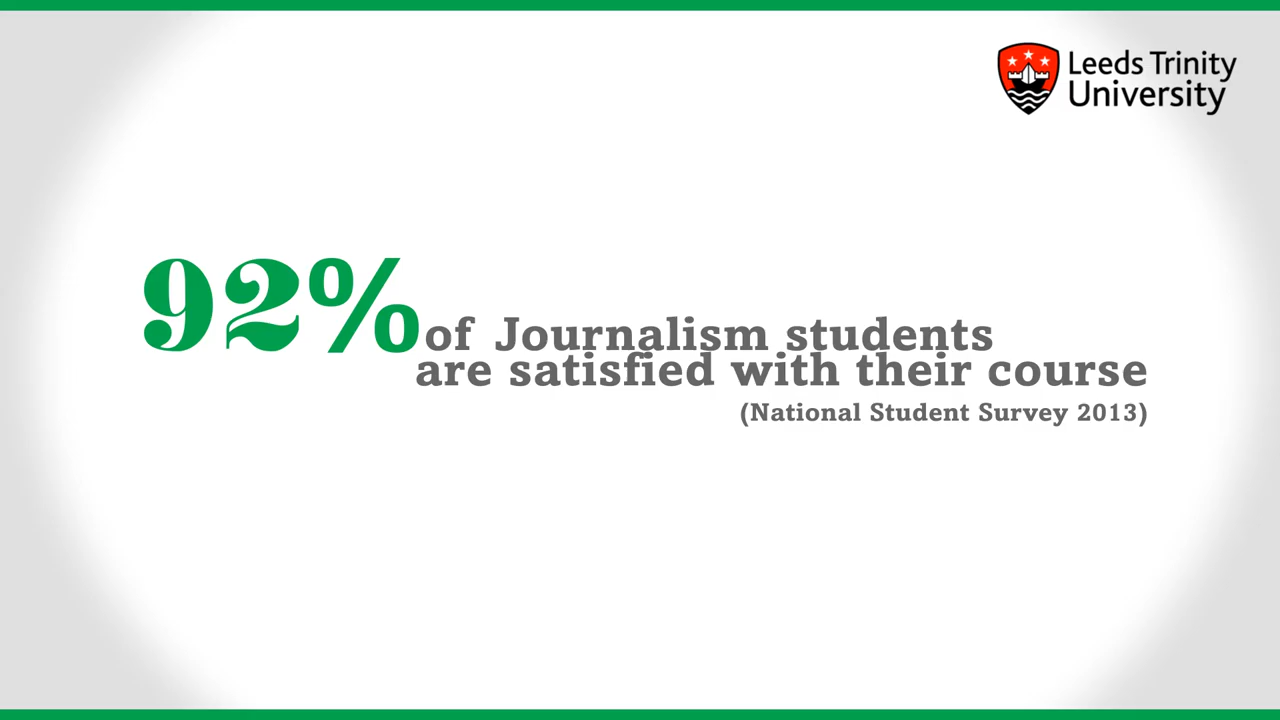 Leeds Trinity
University
92% of Journalism students
are satisfied with their course
(National Student Survey 2013)